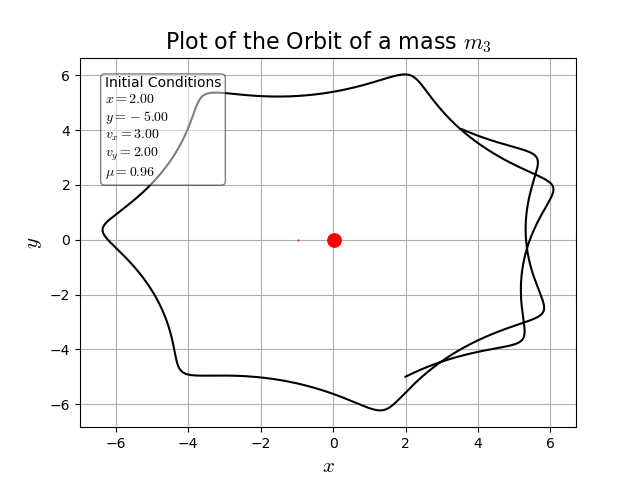 Plot of the Orbit of a mass m₃
Initial Conditions
x = 2.00
y = −5.00
vₓ = 3.00
v_y = 2.00
μ = 0.96
6
4
2
0
−2
−4
−6
y
−6 −4 −2 0 2 4 6
x